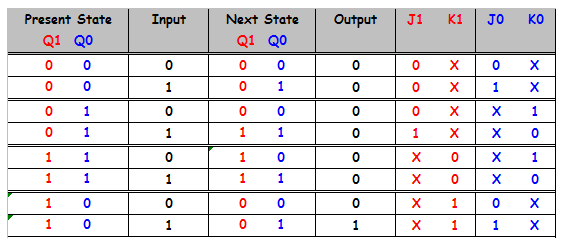 Present State Input Next State Output J1 K1 J0 K0
Q1 Q0 Q1 Q0
0 0 0 0 0 0 0 X 0 X
0 0 1 0 1 0 0 X 1 X
0 1 0 0 0 0 0 X X 1
0 1 1 1 1 0 1 X X 0
1 1 0 1 0 0 X 0 X 1
1 1 1 1 1 0 X 0 X 0
1 0 0 0 0 0 X 1 0 X
1 0 1 0 1 1 X 1 1 X